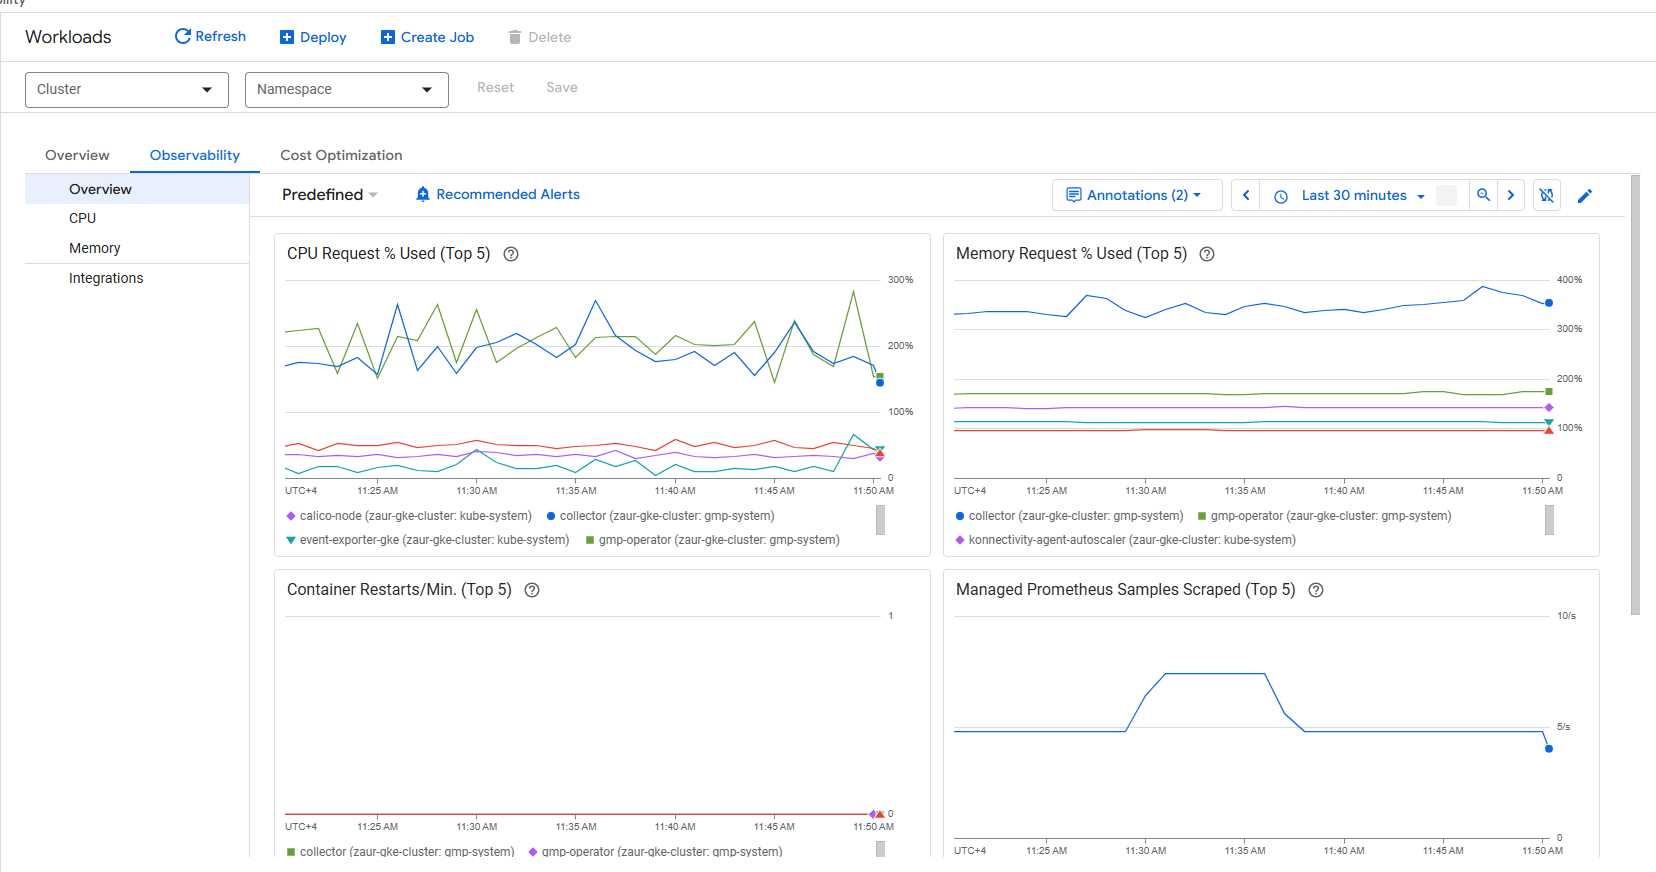 Workloads Refresh Deploy Create Job Delete
Cluster Namespace Reset Save
Overview Observability Cost Optimization
Overview
CPU
Memory
Integrations
Predefined Recommended Alerts Annotations (2) Last 30 minutes
CPU Request % Used (Top 5)
300%
200%
100%
0
UTC+4 11:25 AM 11:30 AM 11:35 AM 11:40 AM 11:45 AM 11:50 AM
calico-node (zaur-gke-cluster: kube-system) collector (zaur-gke-cluster: gmp-system)
event-exporter-gke (zaur-gke-cluster: kube-system) gmp-operator (zaur-gke-cluster: gmp-system)
Memory Request % Used (Top 5)
400%
300%
200%
100%
0
UTC+4 11:25 AM 11:30 AM 11:35 AM 11:40 AM 11:45 AM 11:50 AM
collector (zaur-gke-cluster: gmp-system) gmp-operator (zaur-gke-cluster: gmp-system)
konnectivity-agent-autoscaler (zaur-gke-cluster: kube-system)
Container Restarts/Min. (Top 5)
1
0
UTC+4 11:25 AM 11:30 AM 11:35 AM 11:40 AM 11:45 AM 11:50 AM
collector (zaur-gke-cluster: gmp-system) gmp-operator (zaur-gke-cluster: gmp-system)
Managed Prometheus Samples Scraped (Top 5)
10/s
5/s
0
UTC+4 11:25 AM 11:30 AM 11:35 AM 11:40 AM 11:45 AM 11:50 AM